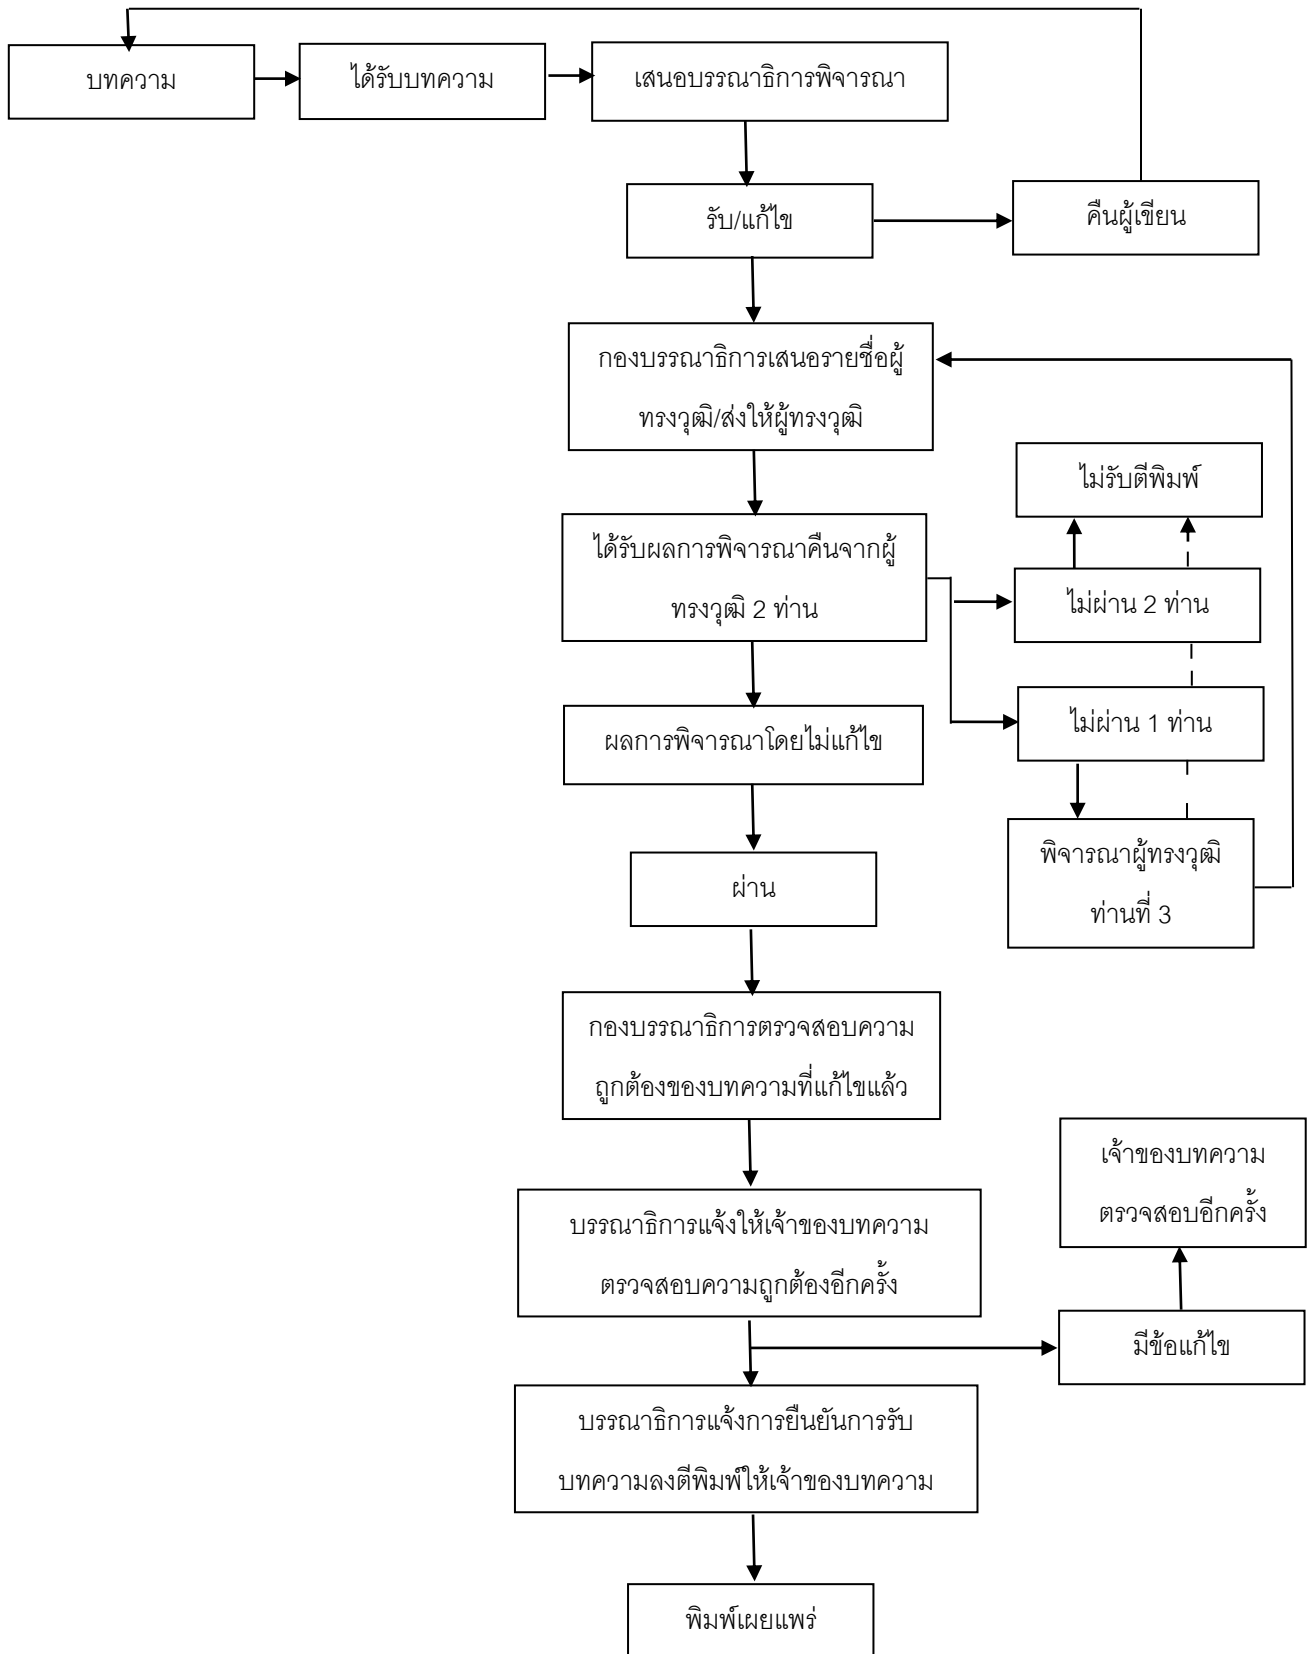 บทความ
ได้รับบทความ
เสนอบรรณาธิการพิจารณา
รับ/แก้ไข
คืนผู้เขียน
กองบรรณาธิการเสนอรายชื่อผู้
ทรงวุฒิ/ส่งให้ผู้ทรงวุฒิ
ไม่รับตีพิมพ์
ได้รับผลการพิจารณาคืนจากผู้
ทรงวุฒิ 2 ท่าน
ไม่ผ่าน 2 ท่าน
ไม่ผ่าน 1 ท่าน
ผลการพิจารณาโดยไม่แก้ไข
พิจารณาผู้ทรงวุฒิ
ท่านที่ 3
ผ่าน
กองบรรณาธิการตรวจสอบความ
ถูกต้องของบทความที่แก้ไขแล้ว
เจ้าของบทความ
ตรวจสอบอีกครั้ง
บรรณาธิการแจ้งให้เจ้าของบทความ
ตรวจสอบความถูกต้องอีกครั้ง
มีข้อแก้ไข
บรรณาธิการแจ้งการยืนยันการรับ
บทความลงตีพิมพ์ให้เจ้าของบทความ
พิมพ์เผยแพร่